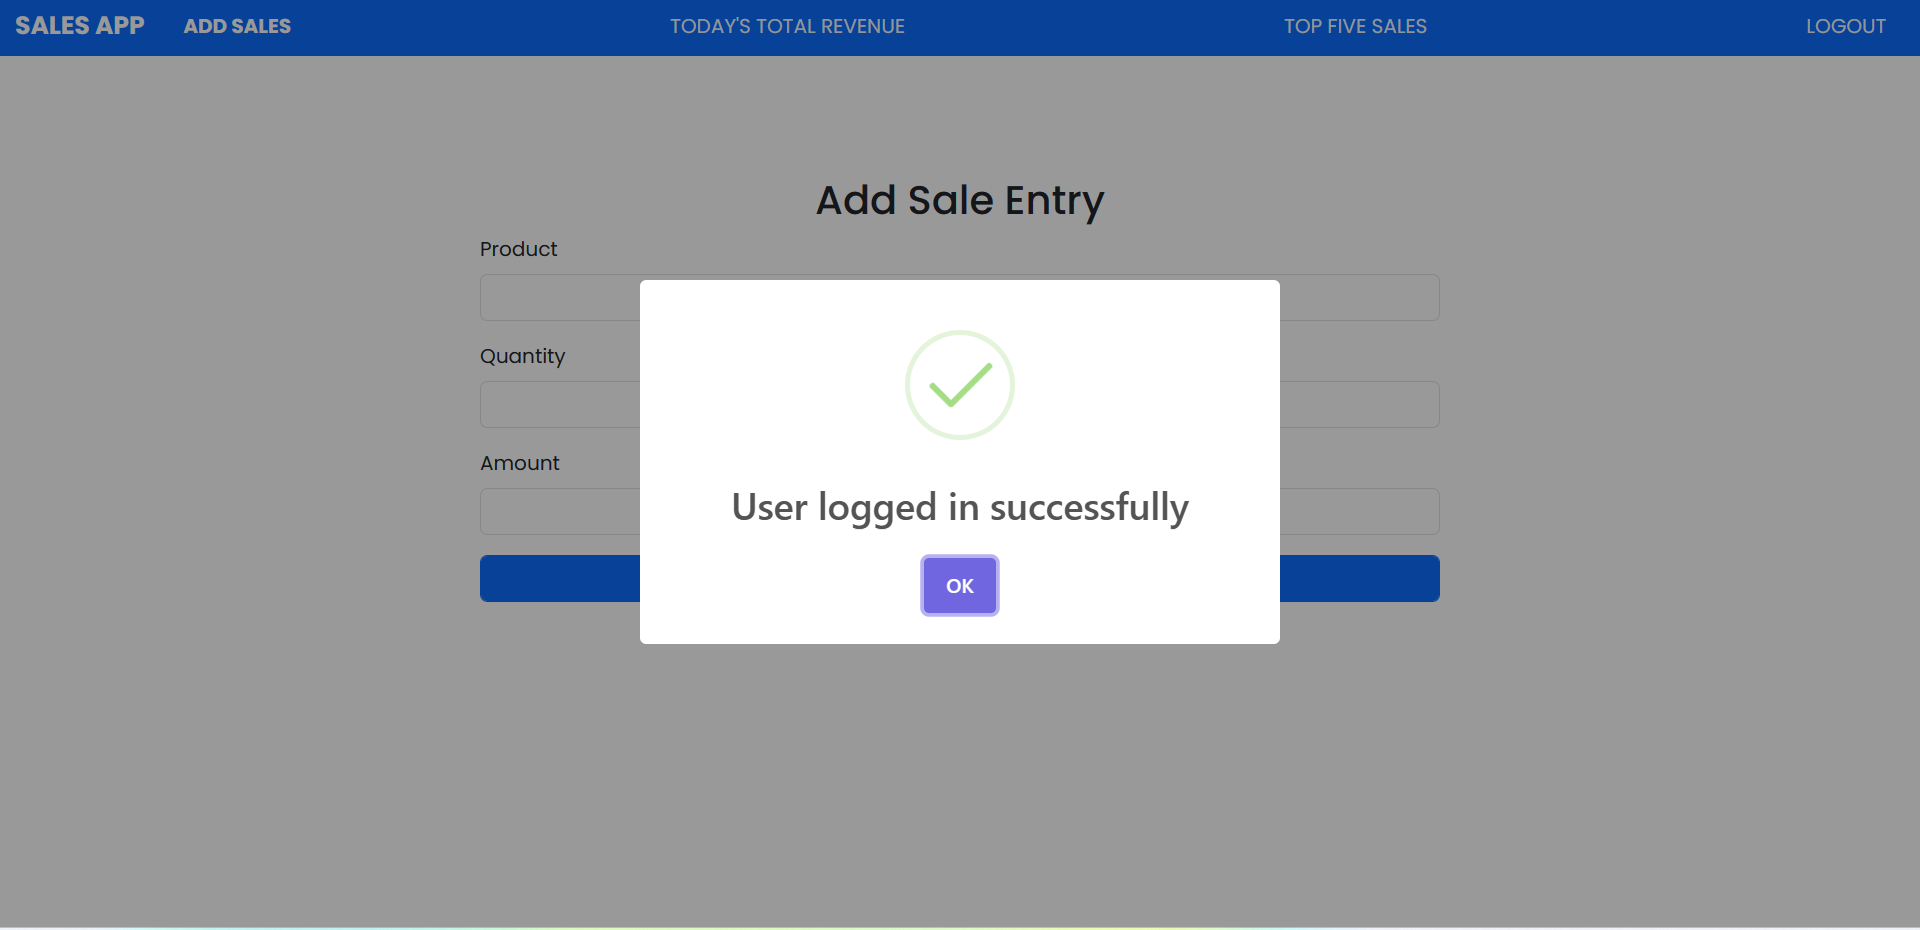 SALES APP ADD SALES TODAY'S TOTAL REVENUE TOP FIVE SALES LOGOUT
Add Sale Entry
Product
Quantity
Amount
User logged in successfully
OK